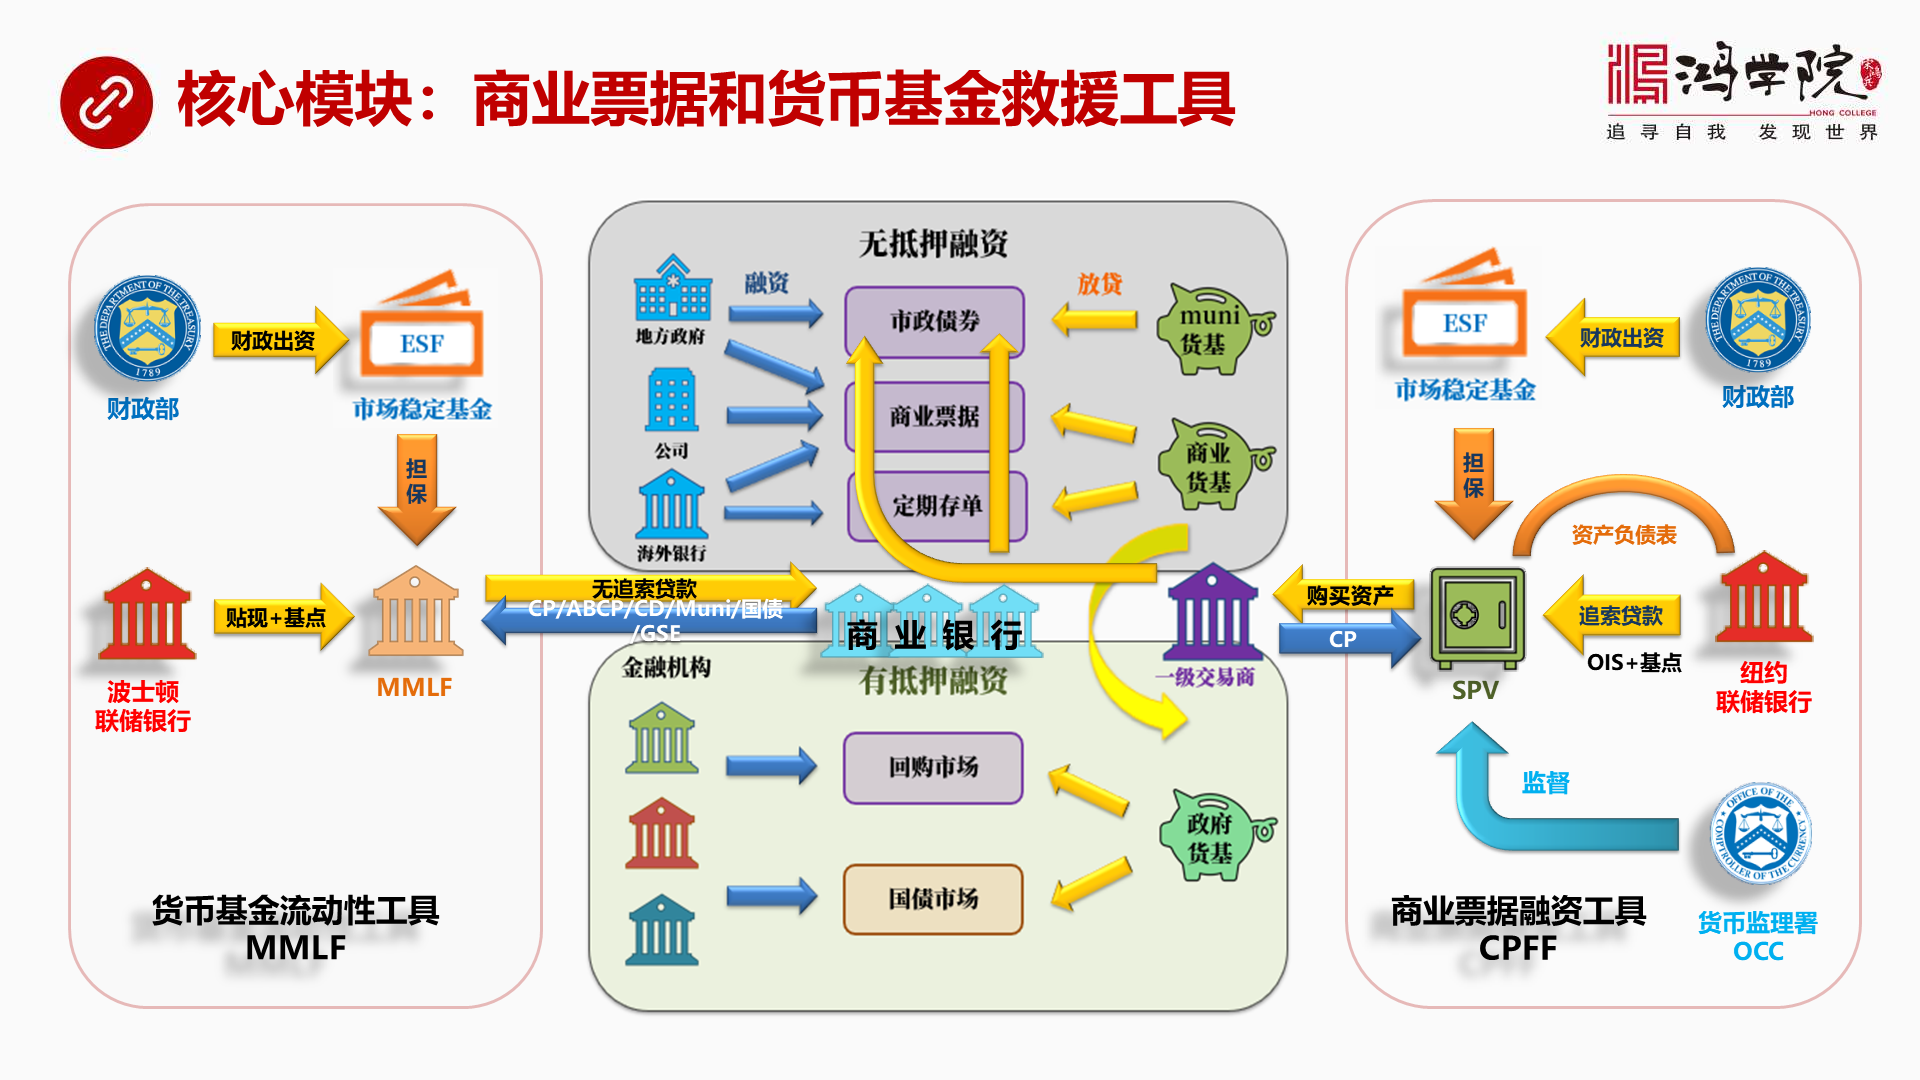 核心模块：商业票据和货币基金救援工具
鸿学院
宋鸿兵
HONG COLLEGE
追寻自我 发现世界
THE DEPARTMENT OF THE TREASURY
1789
财政部
财政出资
ESF
市场稳定基金
担
保
波士顿
联储银行
贴现+基点
MMLF
无追索贷款
CP/ABCP/CD/Muni/国债
/GSE
货币基金流动性工具
MMLF
无抵押融资
融资
放贷
地方政府
公司
海外银行
市政债券
商业票据
定期存单
muni
货基
商业
货基
商 业 银 行
一级交易商
金融机构
有抵押融资
回购市场
国债市场
政府
货基
ESF
市场稳定基金
财政出资
THE DEPARTMENT OF THE TREASURY
1789
财政部
担
保
资产负债表
购买资产
CP
SPV
追索贷款
OIS+基点
纽约
联储银行
监督
OFFICE OF THE
COMPTROLLER OF THE CURRENCY
货币监理署
OCC
商业票据融资工具
CPFF